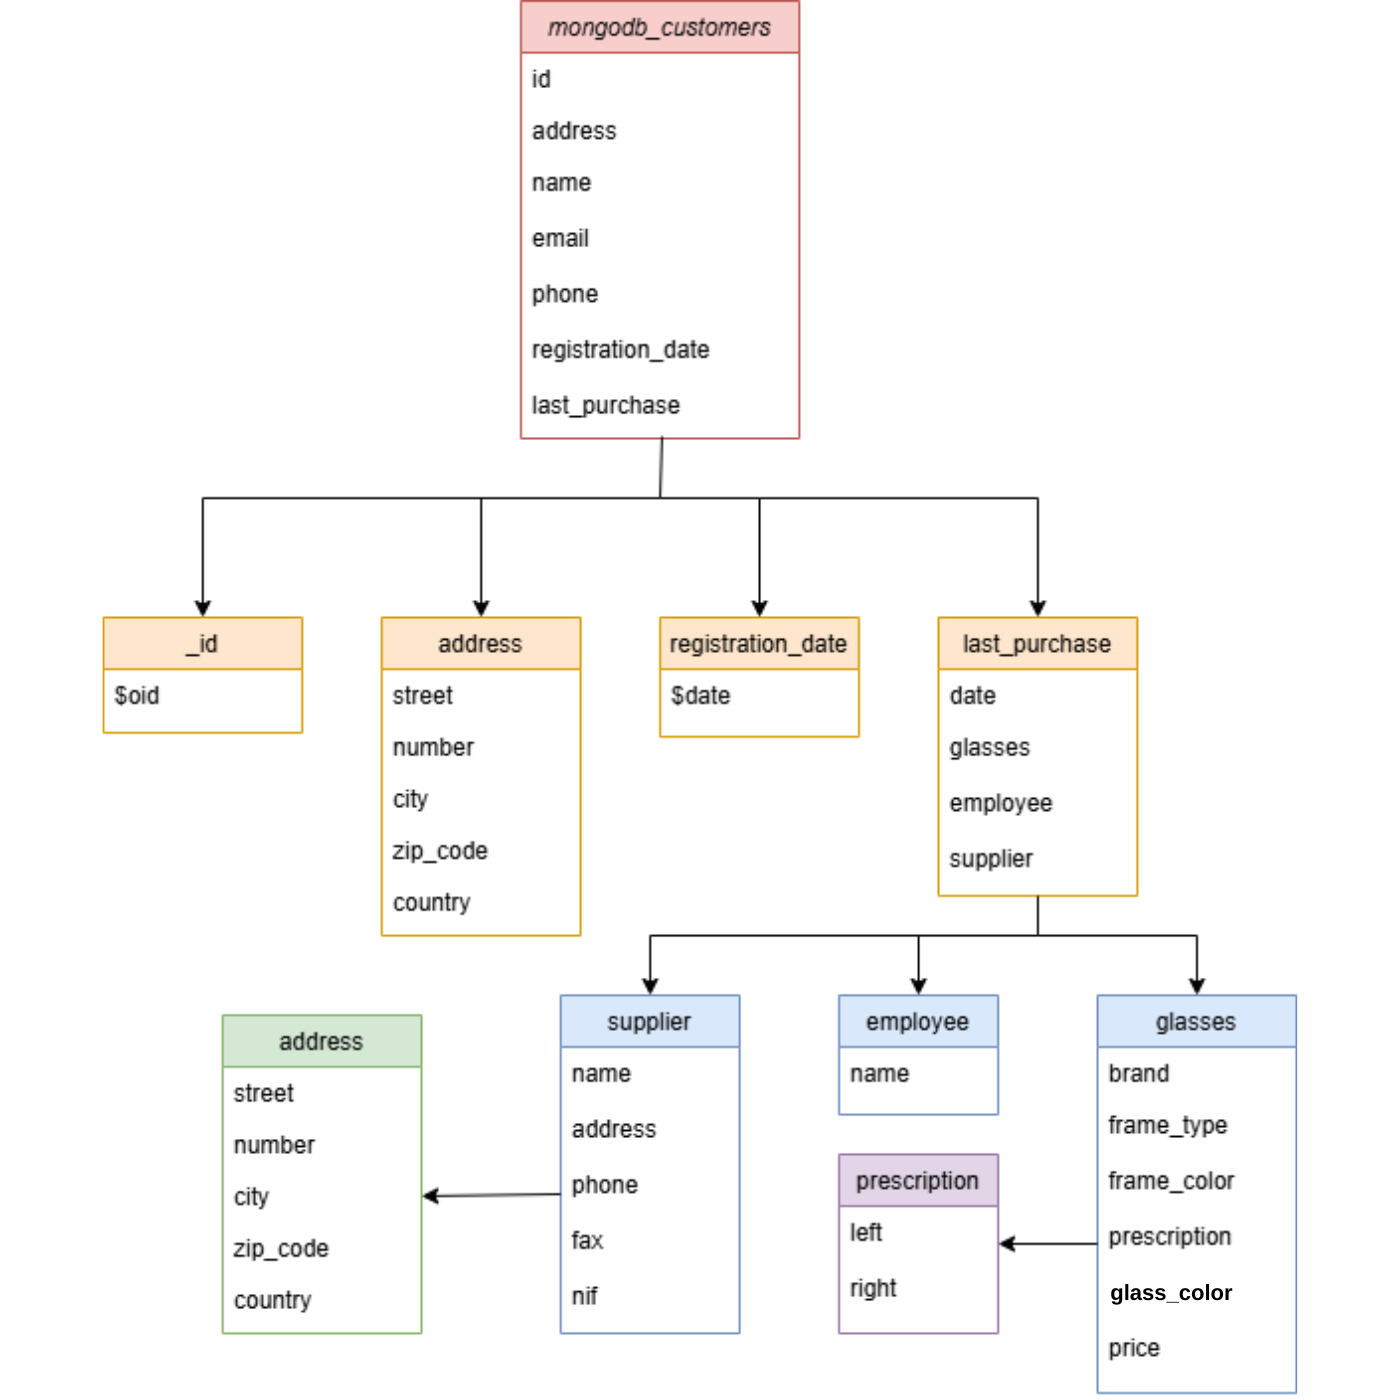 mongodb_customers
id
address
name
email
phone
registration_date
last_purchase
_id
$oid
address
street
number
city
zip_code
country
registration_date
$date
last_purchase
date
glasses
employee
supplier
address
street
number
city
zip_code
country
supplier
name
address
phone
fax
nif
employee
name
prescription
left
right
glasses
brand
frame_type
frame_color
prescription
glass_color
price